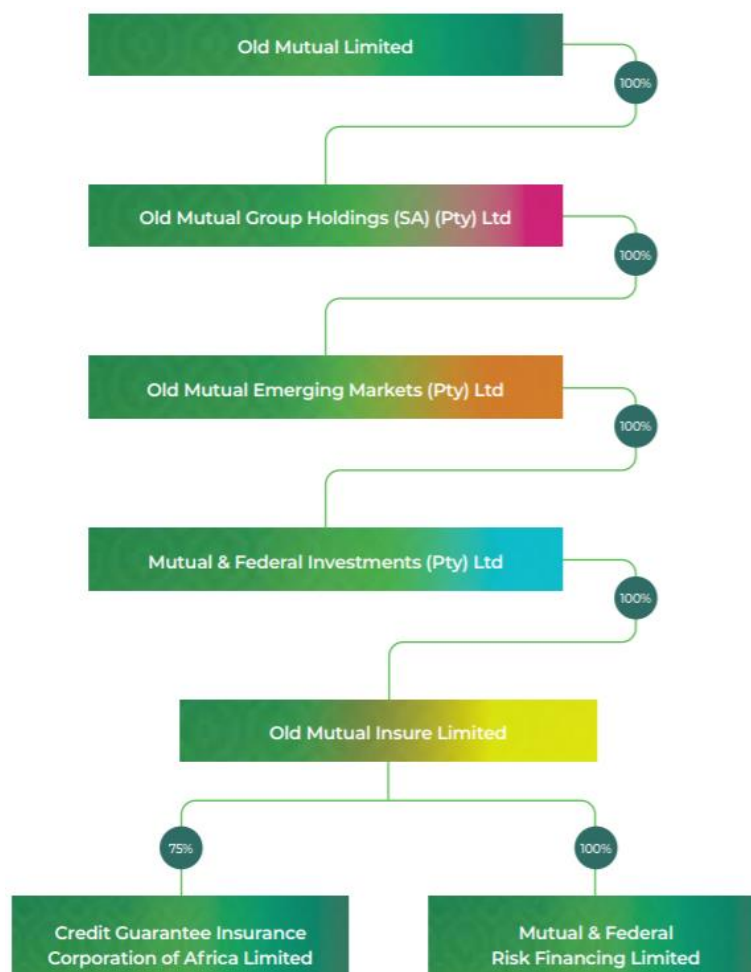 Old Mutual Limited
100%
Old Mutual Group Holdings (SA) (Pty) Ltd
100%
Old Mutual Emerging Markets (Pty) Ltd
100%
Mutual & Federal Investments (Pty) Ltd
100%
Old Mutual Insure Limited
75%
100%
Credit Guarantee Insurance
Corporation of Africa Limited
Mutual & Federal
Risk Financing Limited